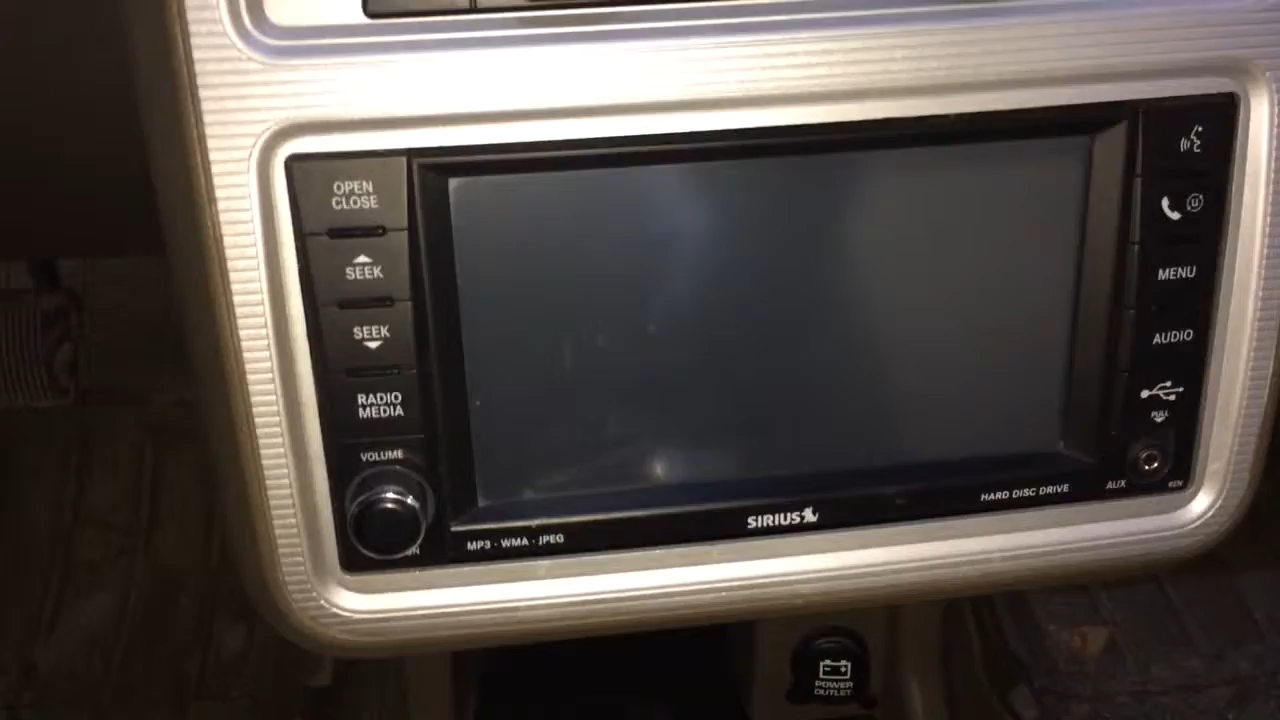 OPEN
CLOSE
SEEK
SEEK
RADIO
MEDIA
VOLUME
MP3 · WMA · JPEG
SIRIUS
HARD DISC DRIVE
MENU
AUDIO
PULL
AUX
REN
POWER
OUTLET